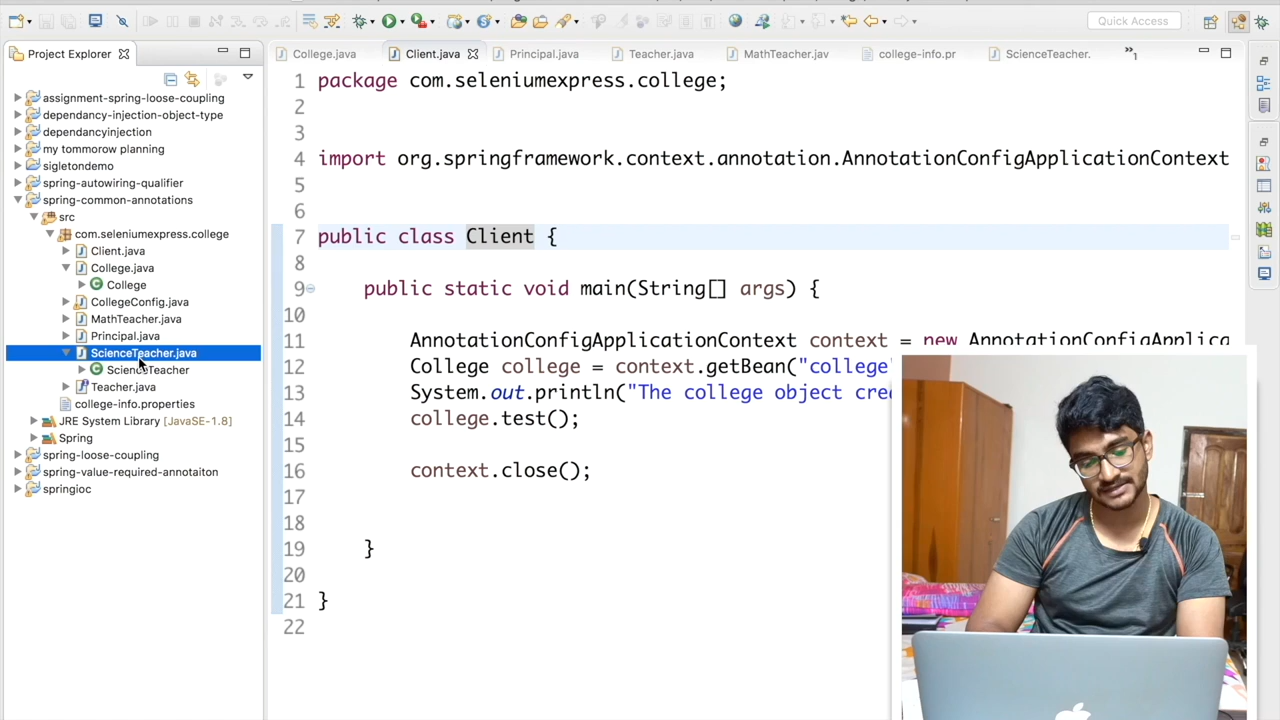 Quick Access
Project Explorer
College.java
Client.java
Principal.java
Teacher.java
MathTeacher.jav
college-info.pr
ScienceTeacher.
»1
assignment-spring-loose-coupling
dependency-injection-object-type
dependancyinjection
my tommorow planning
sigletondemo
spring-autowiring-qualifier
spring-common-annotations
src
com.seleniumexpress.college
Client.java
College.java
College
CollegeConfig.java
MathTeacher.java
Principal.java
ScienceTeacher.java
ScienceTeacher
Teacher.java
college-info.properties
JRE System Library [JavaSE-1.8]
Spring
spring-loose-coupling
spring-value-required-annotaiton
springioc
1 package com.seleniumexpress.college;
2
3
4 import org.springframework.context.annotation.AnnotationConfigApplicationContext
5
6
7 public class Client {
8
9 public static void main(String[] args) {
10
11 AnnotationConfigApplicationContext context = new AnnotationConfigApplica
12 College college = context.getBean("college"
13 System.out.println("The college object crea
14 college.test();
15
16 context.close();
17
18
19 }
20
21 }
22